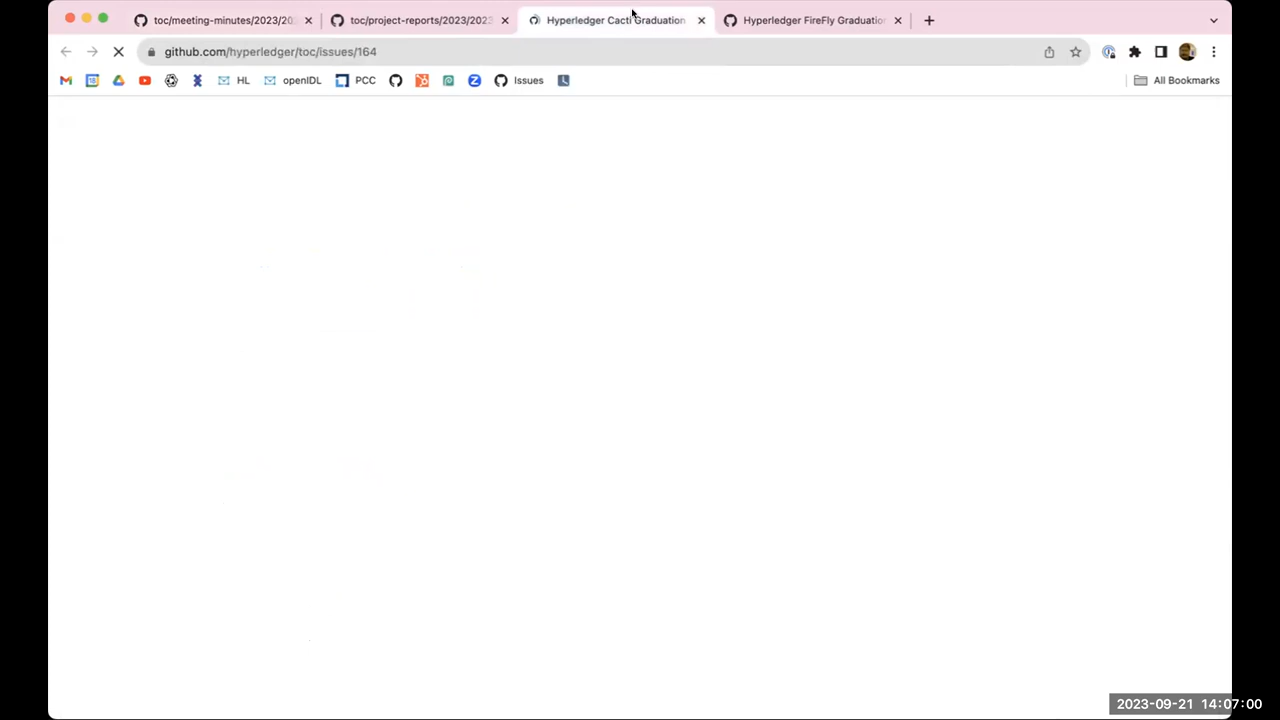 toc/meeting-minutes/2023/20
toc/project-reports/2023/2023
Hyperledger Cacti Graduation
Hyperledger FireFly Graduation
github.com/hyperledger/toc/issues/164
18
HL
openIDL
PCC
Issues
All Bookmarks
2023-09-21 14:07:00